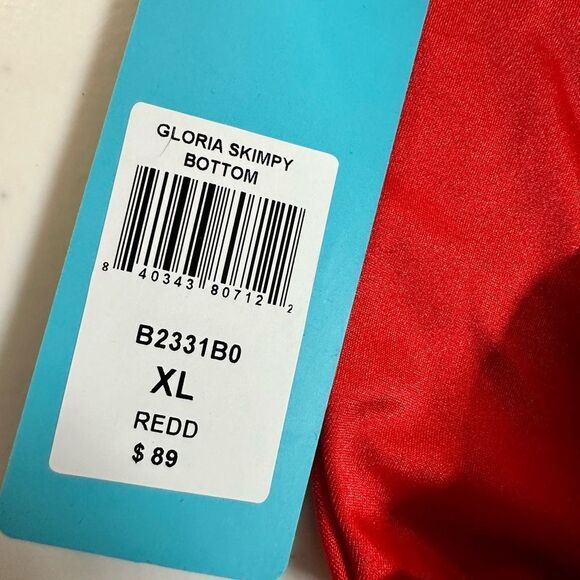 GLORIA SKIMPY
BOTTOM
8 40343 80712 2
B2331B0
XL
REDD
$ 89